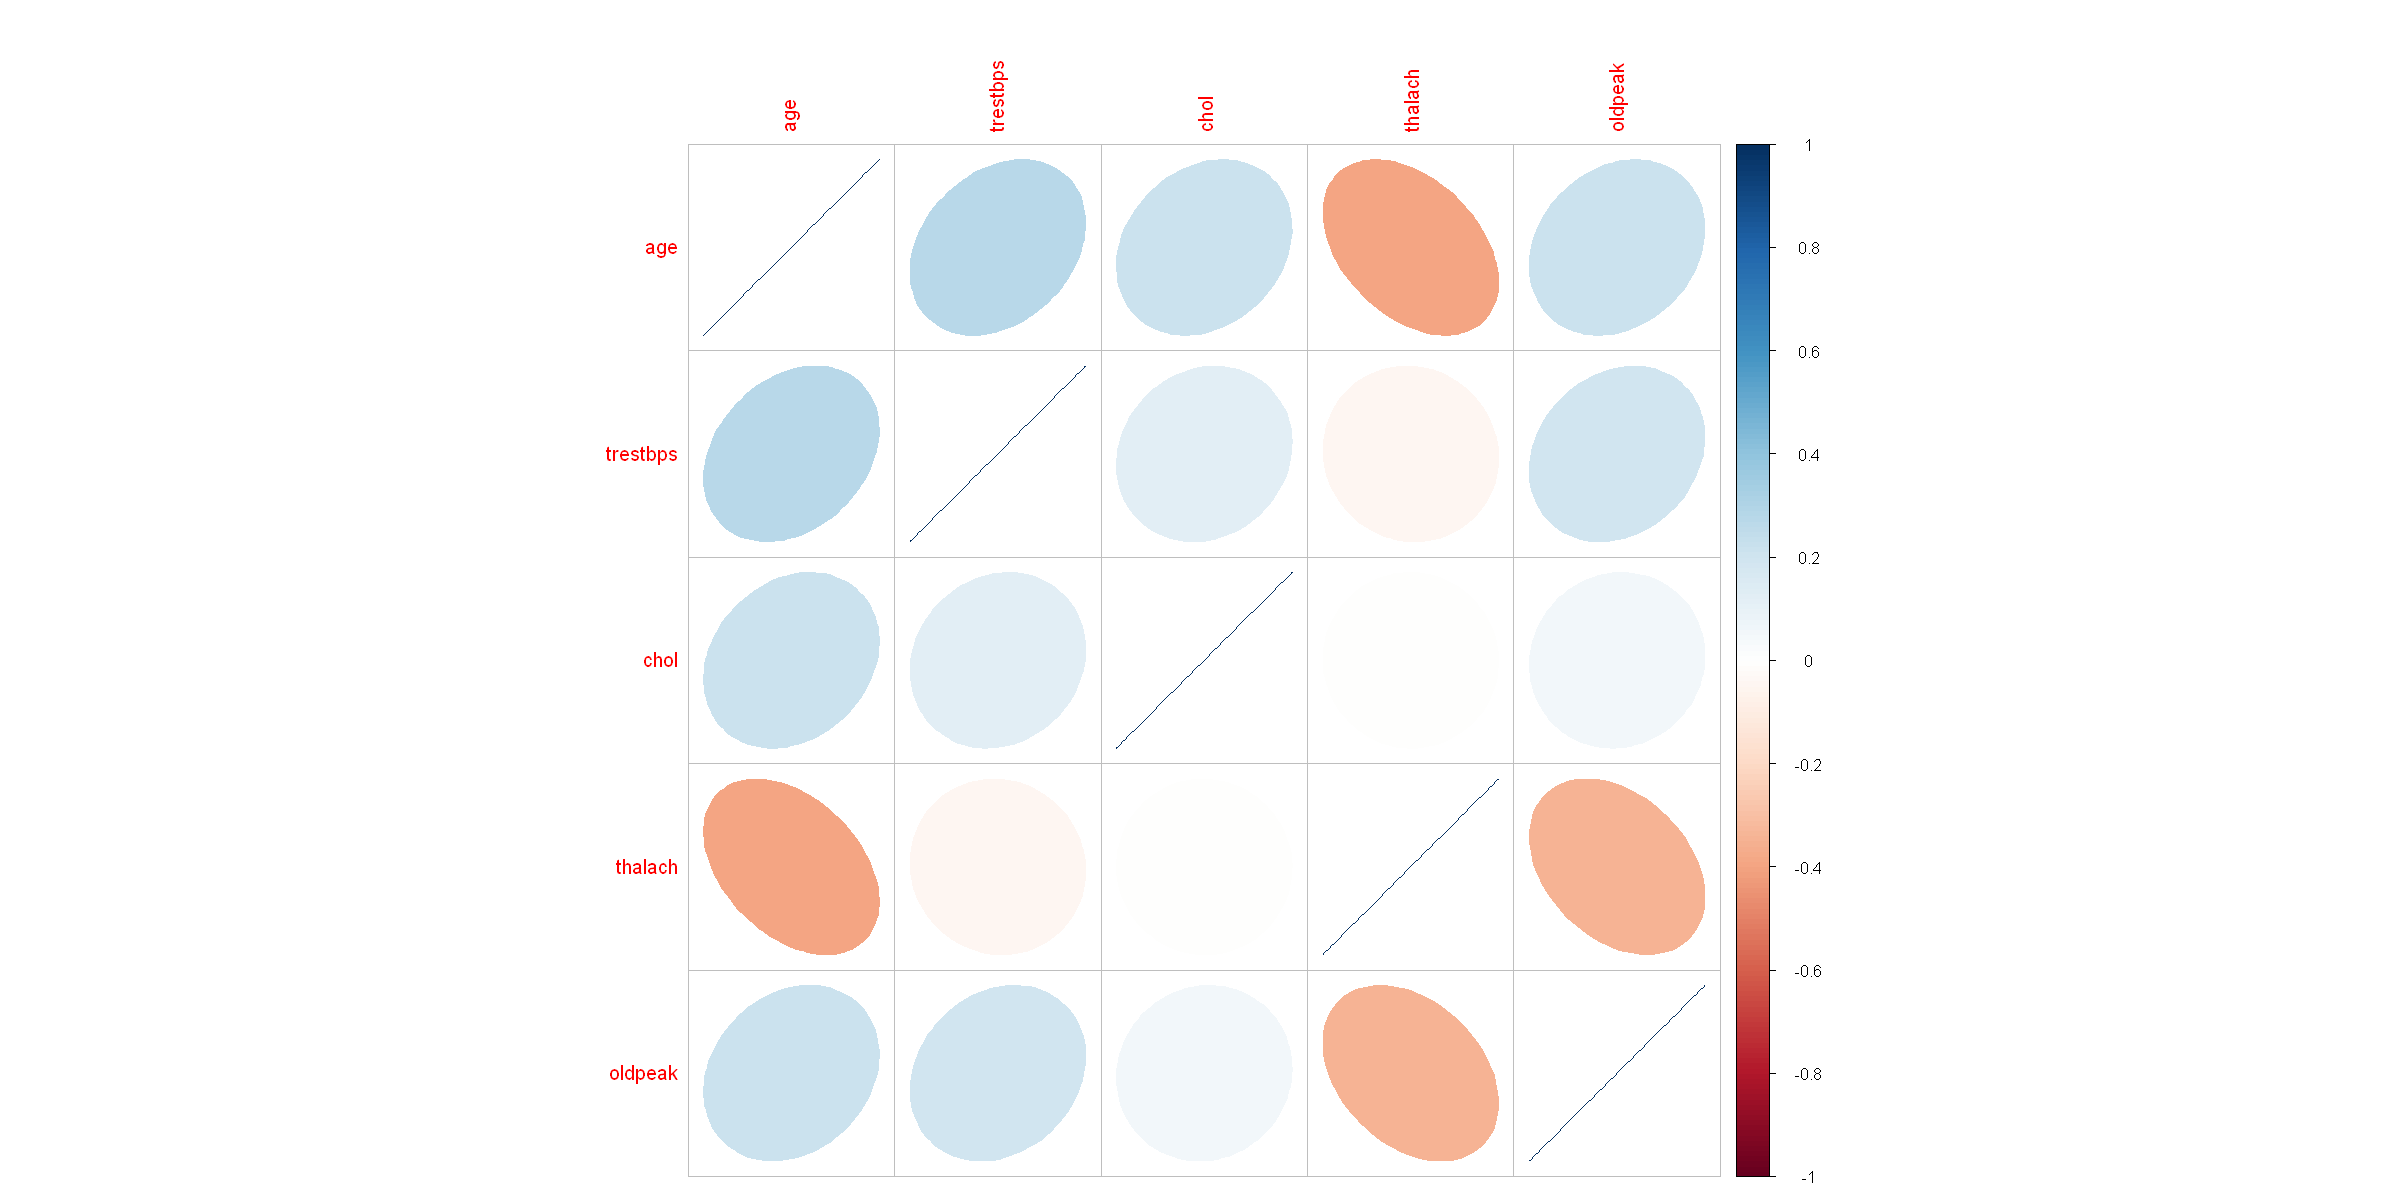 age
trestbps
chol
thalach
oldpeak
age
trestbps
chol
thalach
oldpeak
1
0.8
0.6
0.4
0.2
0
-0.2
-0.4
-0.6
-0.8
-1